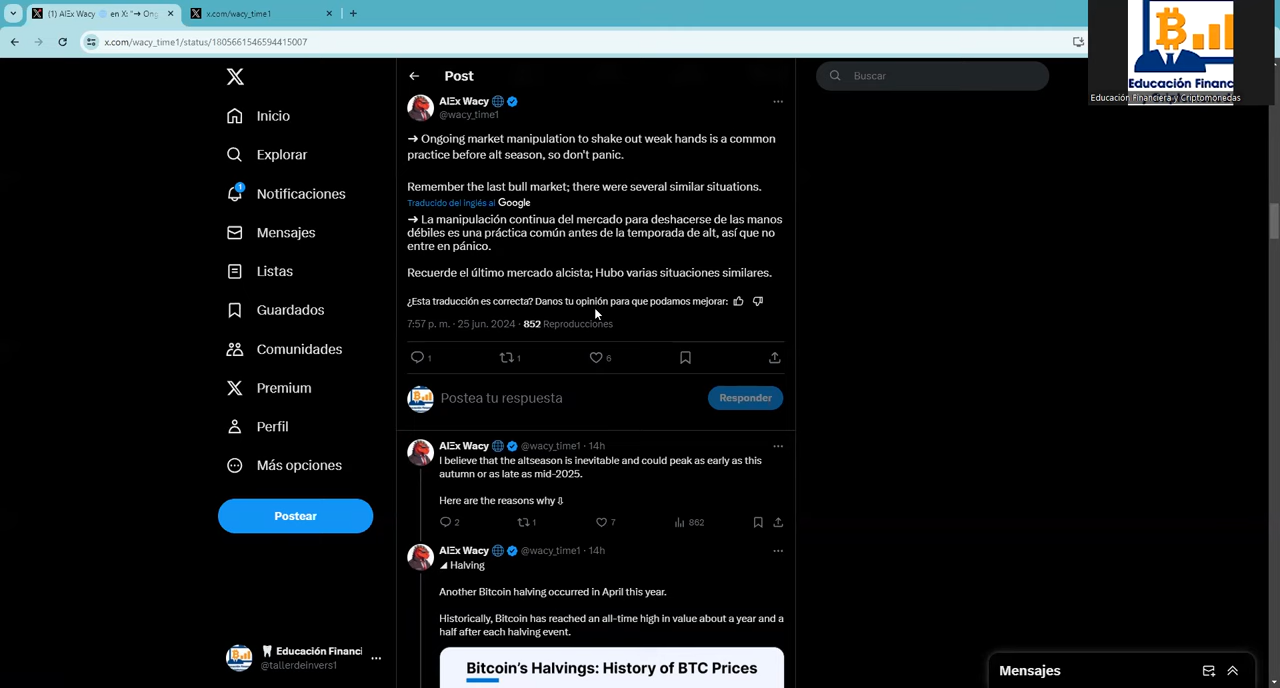 (1) AlΞx Wacy 🌐 en X: "➔ Ong
x.com/wacy_time1
x.com/wacy_time1/status/1805661546594415007
Educación Financ
Educación Financiera y Criptomonedas
Inicio
Explorar
1
Notificaciones
Mensajes
Listas
Guardados
Comunidades
Premium
Perfil
Más opciones
Postear
🦷 Educación Financi
@tallerdeinvers1
Post
AlΞx Wacy 🌐
@wacy_time1
➔ Ongoing market manipulation to shake out weak hands is a common
practice before alt season, so don't panic.
Remember the last bull market; there were several similar situations.
Traducido del inglés al Google
➔ La manipulación continua del mercado para deshacerse de las manos
débiles es una práctica común antes de la temporada de alt, así que no
entre en pánico.
Recuerde el último mercado alcista; Hubo varias situaciones similares.
¿Esta traducción es correcta? Danos tu opinión para que podamos mejorar:
7:57 p. m. · 25 jun. 2024 · 852 Reproducciones
1 1 6
Postea tu respuesta
Responder
AlΞx Wacy 🌐 @wacy_time1 · 14h
I believe that the altseason is inevitable and could peak as early as this
autumn or as late as mid-2025.
Here are the reasons why ⇩
2 1 7 862
AlΞx Wacy 🌐 @wacy_time1 · 14h
◢ Halving
Another Bitcoin halving occurred in April this year.
Historically, Bitcoin has reached an all-time high in value about a year and a
half after each halving event.
Bitcoin's Halvings: History of BTC Prices
Buscar
Mensajes